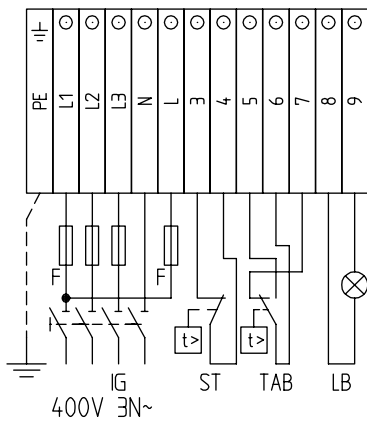 PE L1 L2 L3 N L 3 4 5 6 7 8 9
F F
t> t>
IG ST TAB LB
400V 3N~